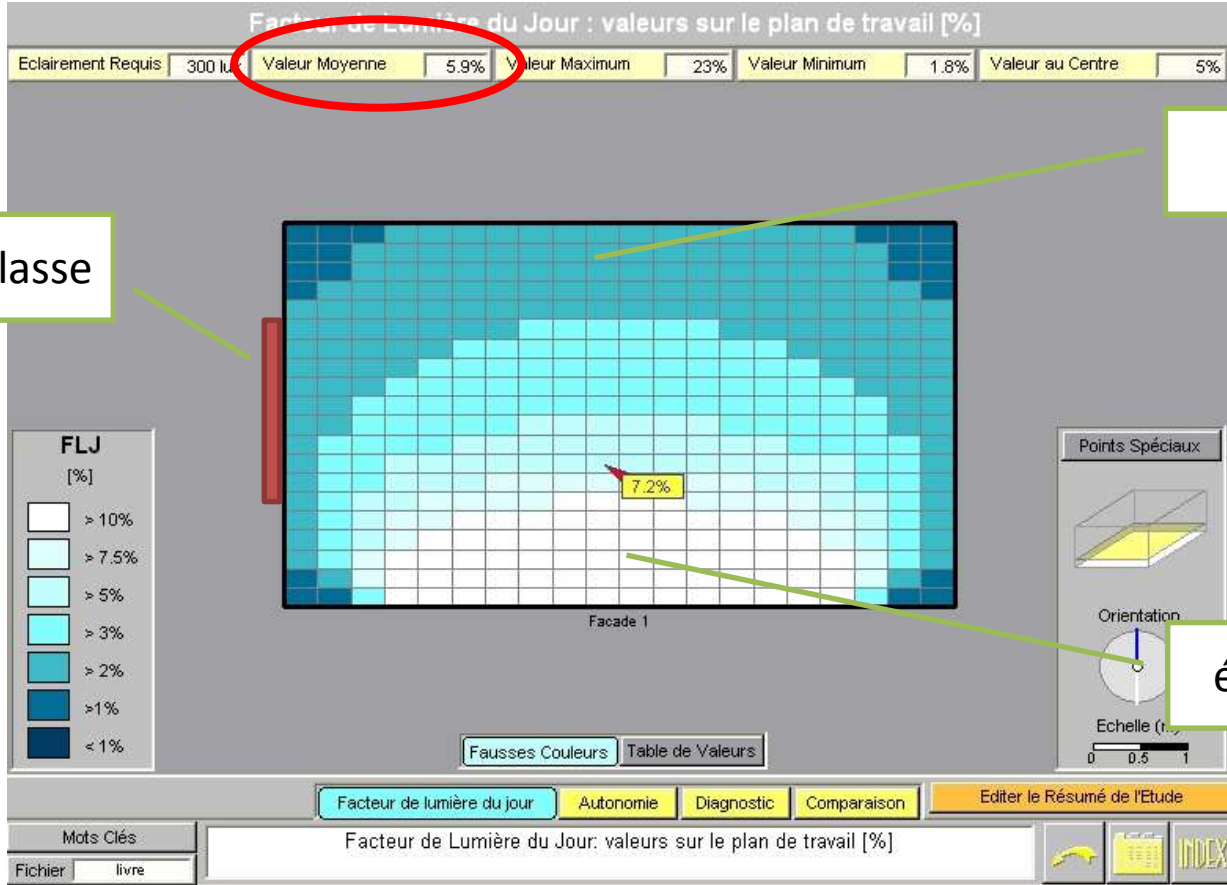 Facteur de Lumière du Jour : valeurs sur le plan de travail [%]
Eclairement Requis 300 lux Valeur Moyenne 5.9% Valeur Maximum 23% Valeur Minimum 1.8% Valeur au Centre 5%
lasse
7.2%
Facade 1
FLJ
[%]
> 10%
> 7.5%
> 5%
> 3%
> 2%
>1%
< 1%
Points Spéciaux
Orientation
é
Echelle
0 0.5 1
Fausses Couleurs Table de Valeurs
Facteur de lumière du jour Autonomie Diagnostic Comparaison Editer le Résumé de l'Etude
Mots Clés
Facteur de Lumière du Jour: valeurs sur le plan de travail [%]
Fichier livre
INDEX